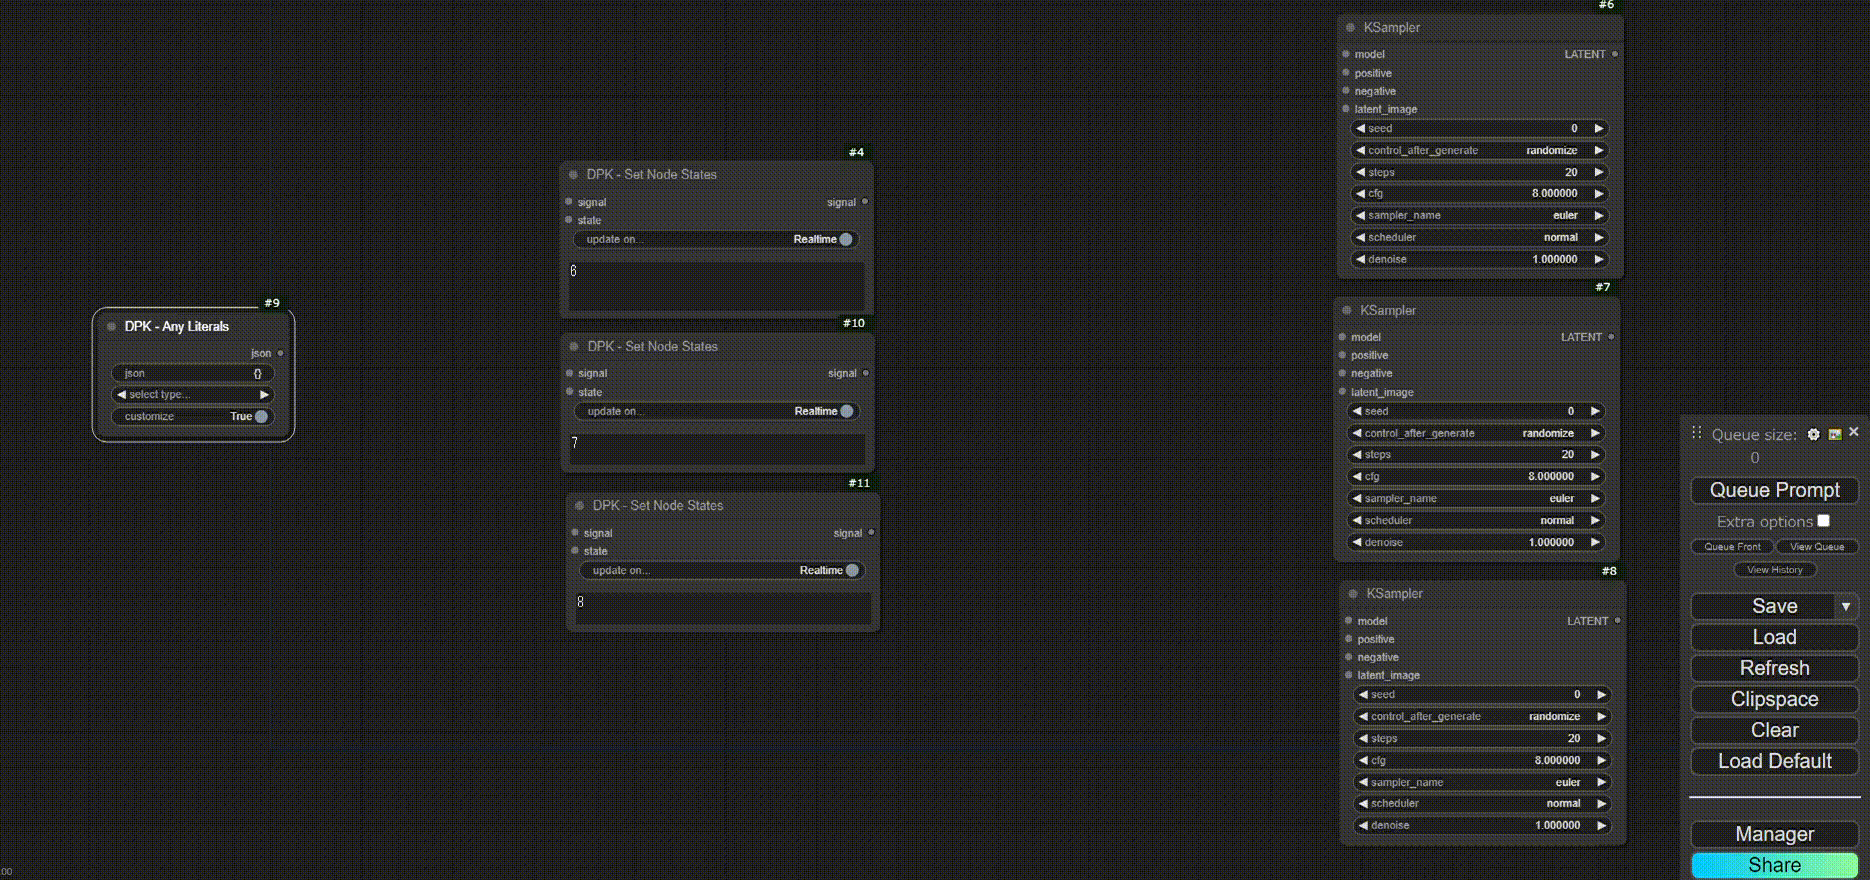 #9
DPK - Any Literals
json
json {}
select type...
customize True
#4
DPK - Set Node States
signal signal
state
update on... Realtime
6
#10
DPK - Set Node States
signal signal
state
update on... Realtime
7
#11
DPK - Set Node States
signal signal
state
update on... Realtime
8
#6
KSampler
model LATENT
positive
negative
latent_image
seed 0
control_after_generate randomize
steps 20
cfg 8.000000
sampler_name euler
scheduler normal
denoise 1.000000
#7
KSampler
model LATENT
positive
negative
latent_image
seed 0
control_after_generate randomize
steps 20
cfg 8.000000
sampler_name euler
scheduler normal
denoise 1.000000
#8
KSampler
model LATENT
positive
negative
latent_image
seed 0
control_after_generate randomize
steps 20
cfg 8.000000
sampler_name euler
scheduler normal
denoise 1.000000
Queue size:
0
Queue Prompt
Extra options
Queue Front View Queue
View History
Save
Load
Refresh
Clipspace
Clear
Load Default
Manager
Share
00